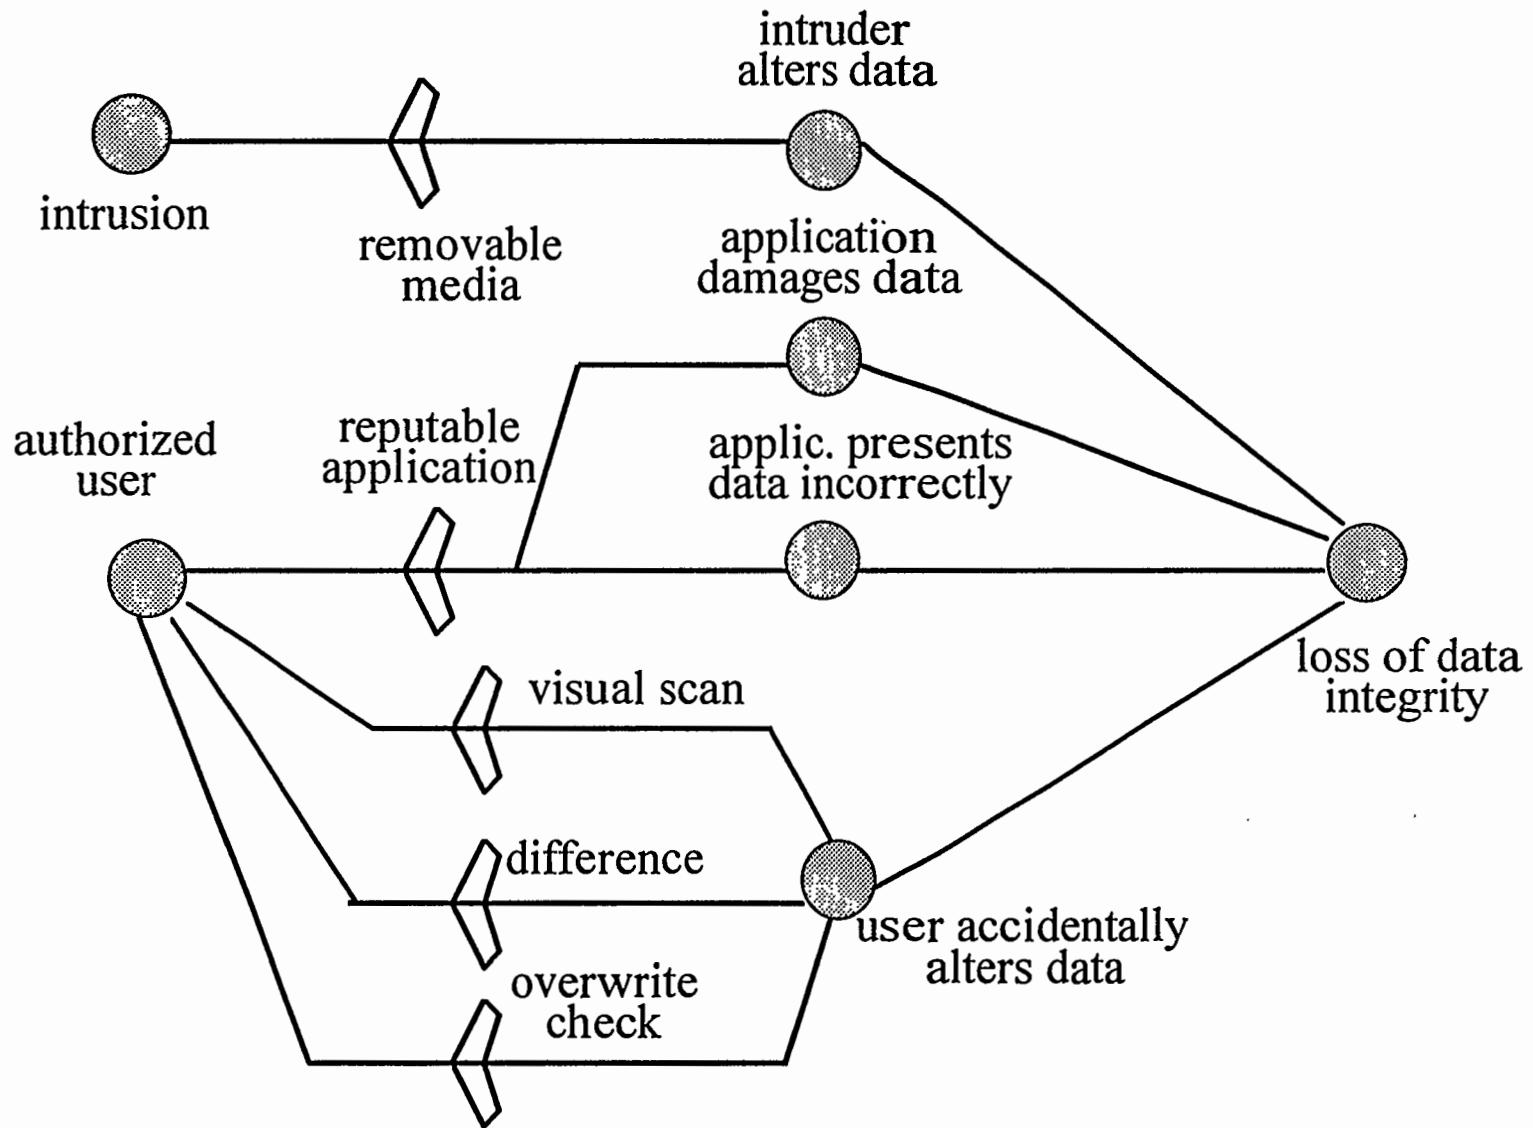 intruder
alters data
intrusion
removable
media
application
damages data
authorized
user
reputable
application
applic. presents
data incorrectly
loss of data
integrity
visual scan
difference
user accidentally
alters data
overwrite
check